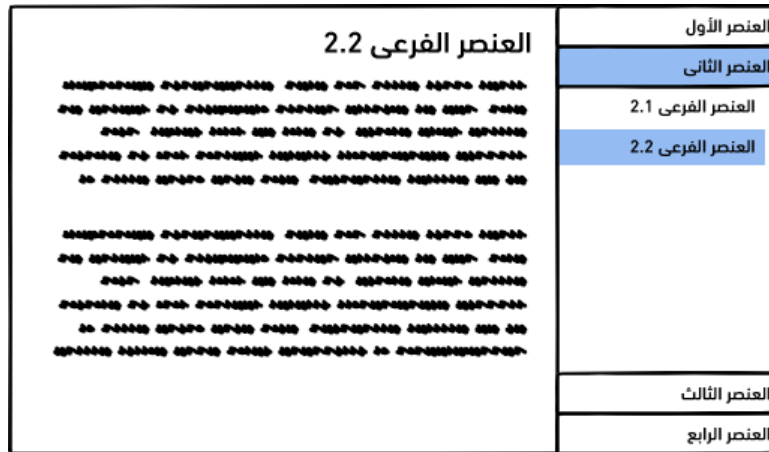 العنصر الأول
العنصر الثانى
العنصر الفرعى 2.1
العنصر الفرعى 2.2
العنصر الثالث
العنصر الرابع
العنصر الفرعى 2.2